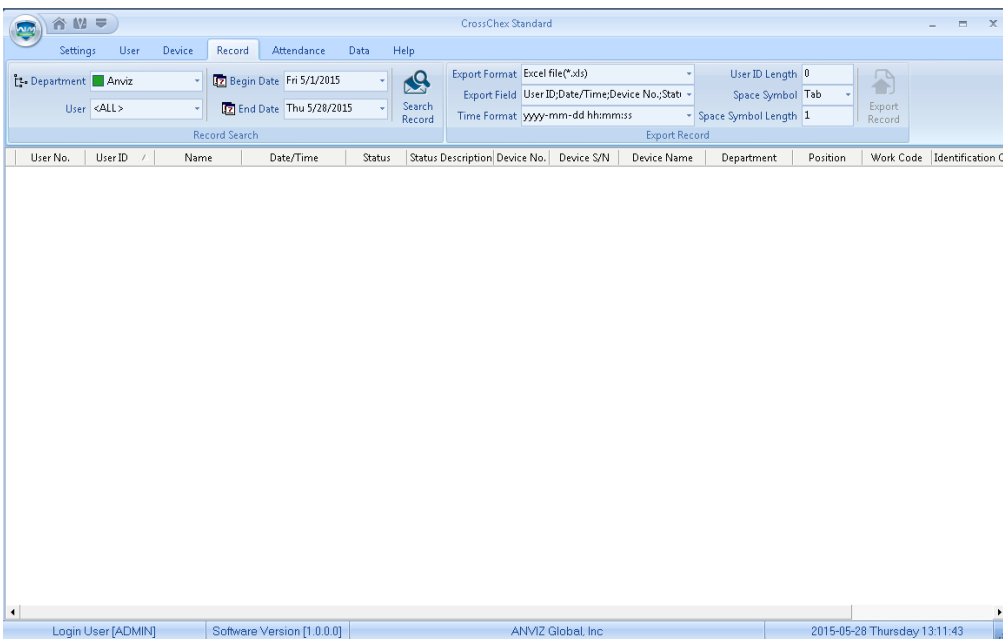 CrossChex Standard
Settings User Device Record Attendance Data Help
Department Anviz Begin Date Fri 5/1/2015 Export Format Excel file(*.xls) User ID Length 0
User <ALL> End Date Thu 5/28/2015 Search Record Export Field User ID;Date/Time;Device No.;Stat Space Symbol Tab Export Record
Time Format yyyy-mm-dd hh:mm:ss Space Symbol Length 1
Record Search Export Record
User No. User ID Name Date/Time Status Status Description Device No. Device S/N Device Name Department Position Work Code Identification C
Login User [ADMIN] Software Version [1.0.0.0] ANVIZ Global, Inc 2015-05-28 Thursday 13:11:43